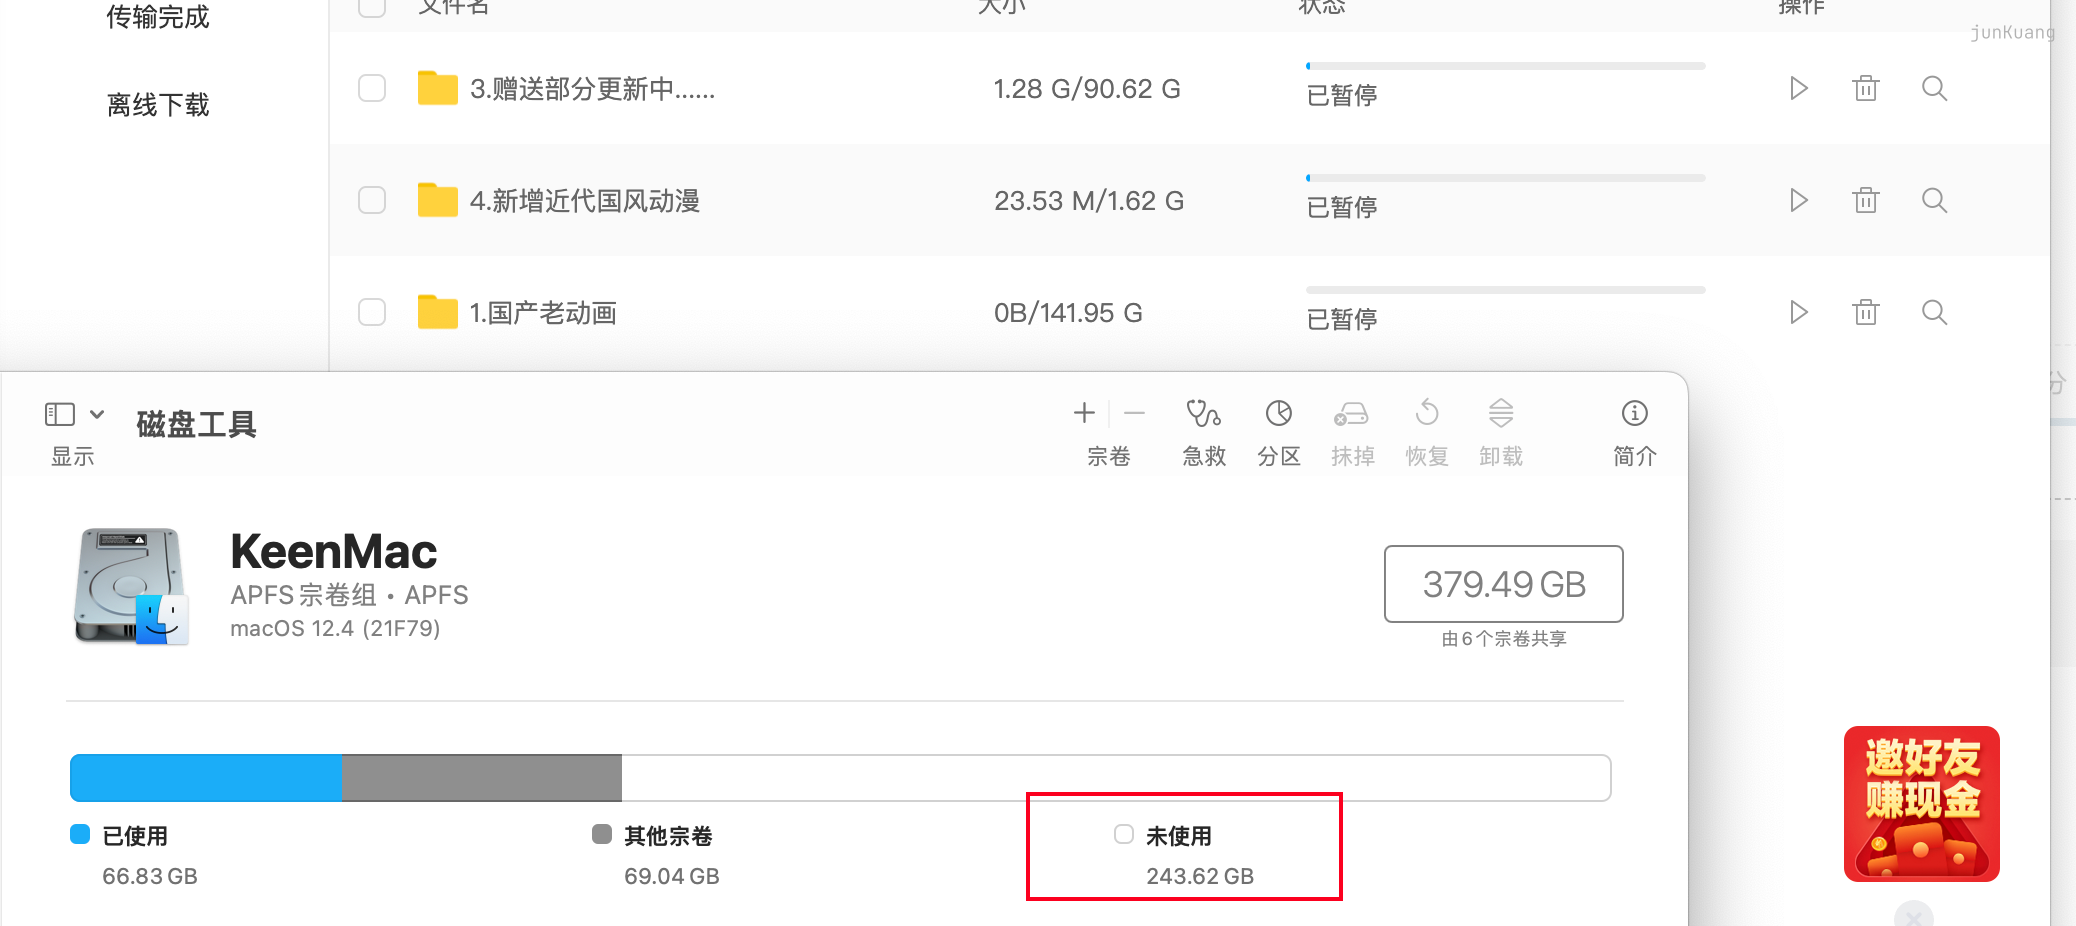 传输完成
离线下载
文件名
大小
状态
操作
junKuang
3.赠送部分更新中......
1.28 G/90.62 G
已暂停
4.新增近代国风动漫
23.53 M/1.62 G
已暂停
1.国产老动画
0B/141.95 G
已暂停
分
显示
磁盘工具
宗卷
急救
分区
抹掉
恢复
卸载
简介
KeenMac
APFS宗卷组 • APFS
macOS 12.4 (21F79)
379.49 GB
由6个宗卷共享
已使用
66.83 GB
其他宗卷
69.04 GB
未使用
243.62 GB
邀好友
赚现金